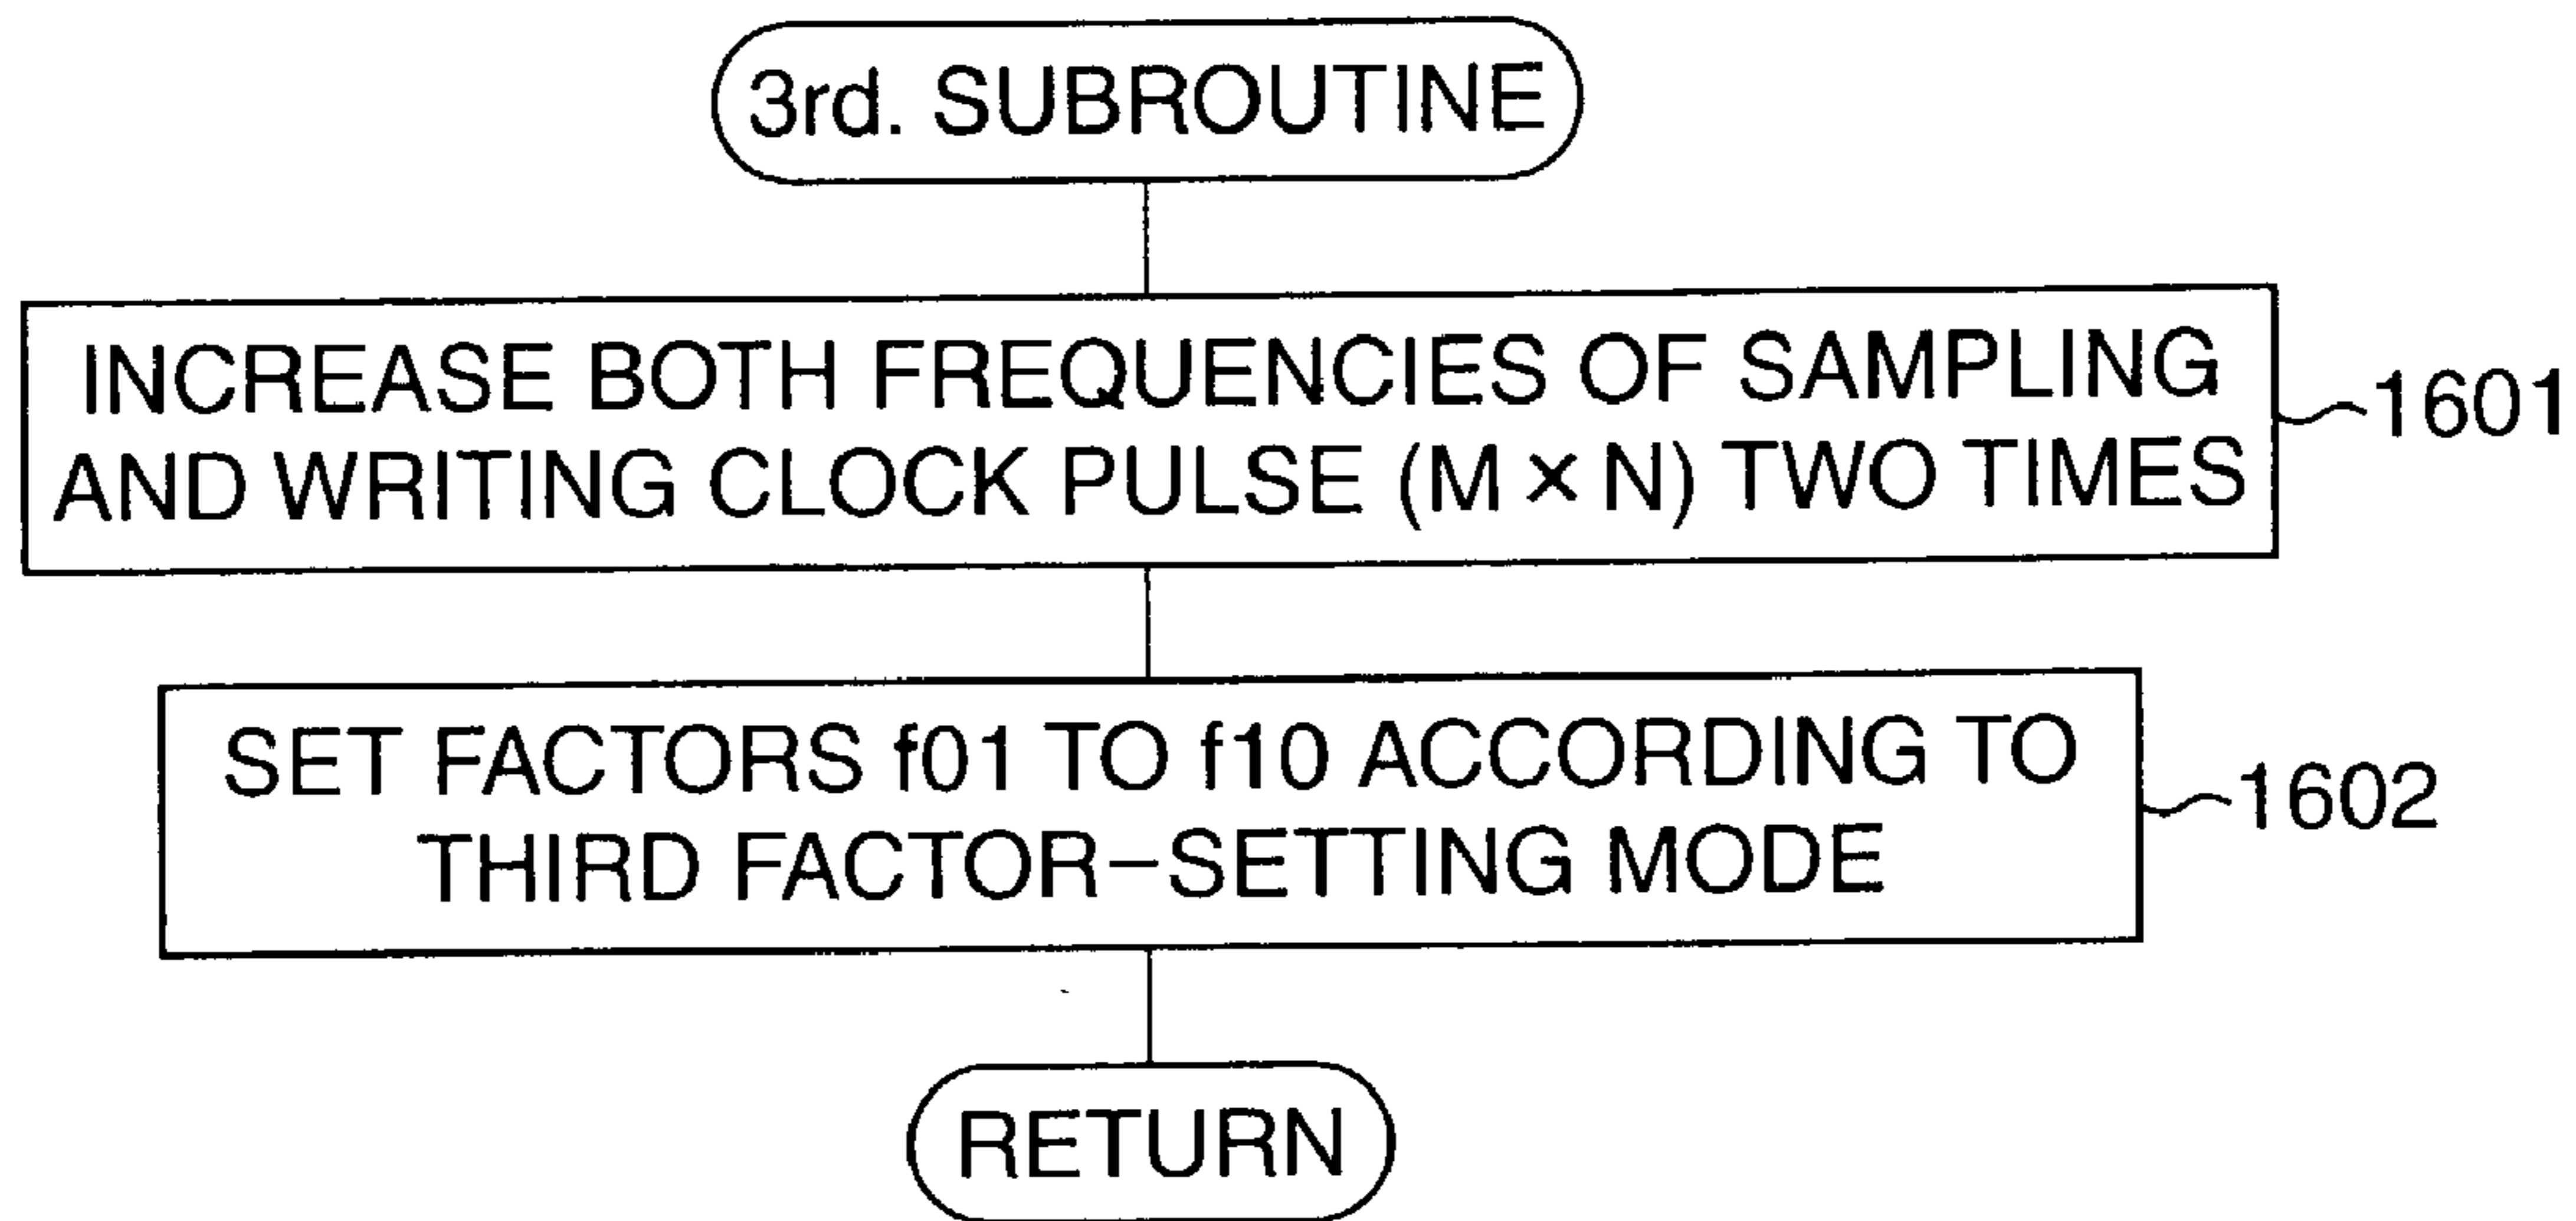 3rd. SUBROUTINE
INCREASE BOTH FREQUENCIES OF SAMPLING
AND WRITING CLOCK PULSE (M × N) TWO TIMES
1601
SET FACTORS f01 TO f10 ACCORDING TO
THIRD FACTOR-SETTING MODE
1602
RETURN